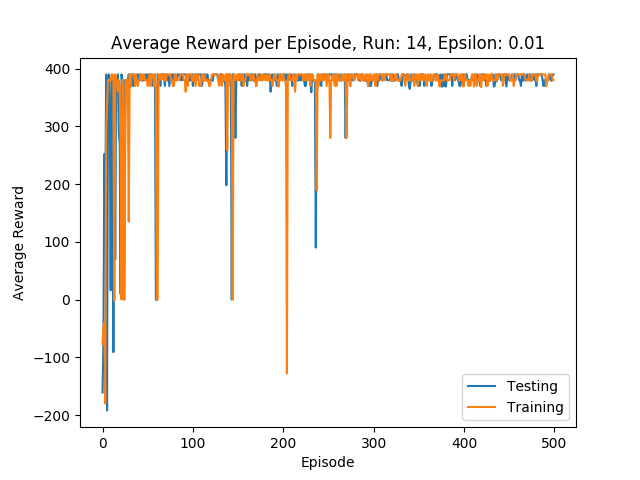 Average Reward per Episode, Run: 14, Epsilon: 0.01
400
300
200
100
0
−100
−200
Average Reward
0
100
200
300
400
500
Episode
Testing
Training